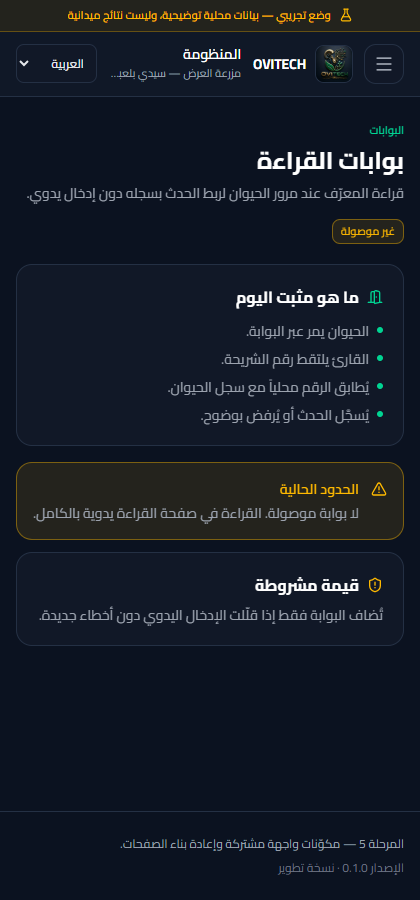 وضع تجريبي — بيانات محلية توضيحية، وليست نتائج ميدانية
OVITECH
OVITECH
المنظومة
مزرعة العرض — سيدي بلعبـ...
العربية
البوابات
بوابات القراءة
قراءة المعرّف عند مرور الحيوان لربط الحدث بسجله دون إدخال يدوي.
غير موصولة
ما هو مثبت اليوم
الحيوان يمر عبر البوابة.
القارئ يلتقط رقم الشريحة.
يُطابق الرقم محلياً مع سجل الحيوان.
يُسجَّل الحدث أو يُرفض بوضوح.
الحدود الحالية
لا بوابة موصولة. القراءة في صفحة القراءة يدوية بالكامل.
قيمة مشروطة
تُضاف البوابة فقط إذا قلّلت الإدخال اليدوي دون أخطاء جديدة.
المرحلة 5 — مكوّنات واجهة مشتركة وإعادة بناء الصفحات.
الإصدار 0.1.0 · نسخة تطوير